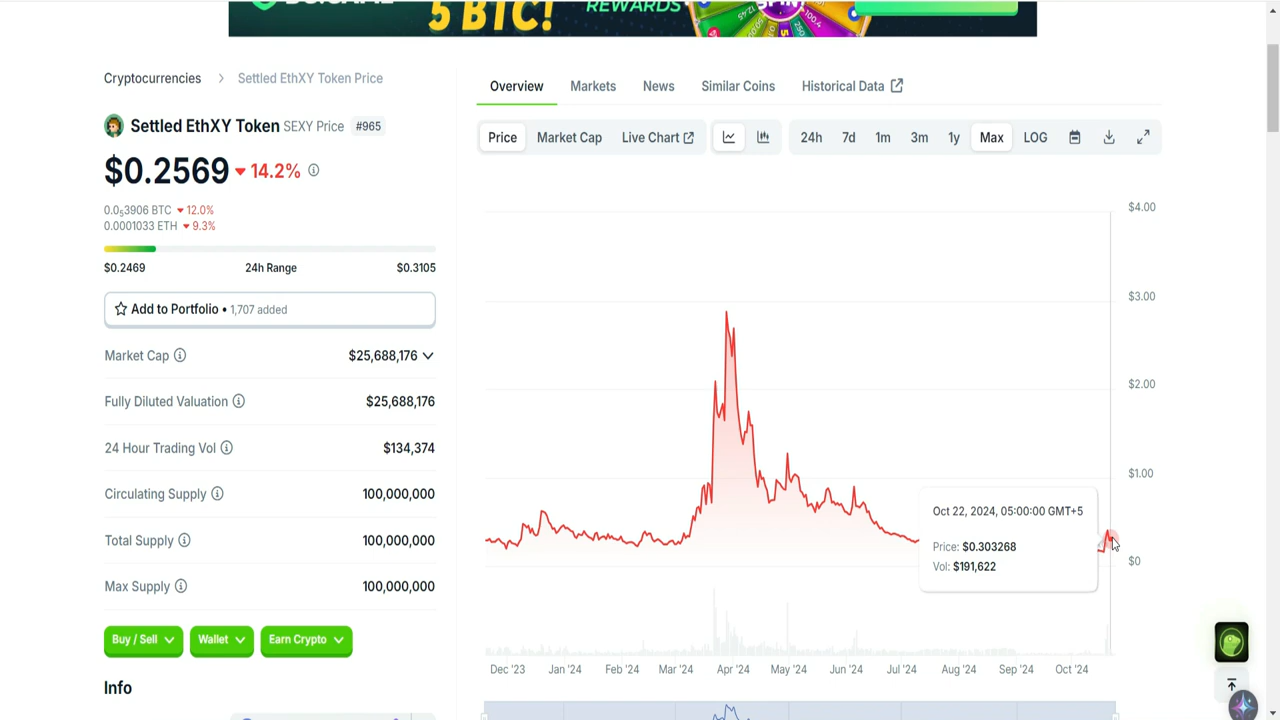 5 BTC!
REWARDS
SPIN!
Cryptocurrencies > Settled EthXY Token Price
Settled EthXY Token SEXY Price #965
$0.2569 14.2%
0.0₅3906 BTC 12.0%
0.0001033 ETH 9.3%
$0.2469 24h Range $0.3105
Add to Portfolio • 1,707 added
Market Cap $25,688,176
Fully Diluted Valuation $25,688,176
24 Hour Trading Vol $134,374
Circulating Supply 100,000,000
Total Supply 100,000,000
Max Supply 100,000,000
Buy / Sell Wallet Earn Crypto
Info
Overview Markets News Similar Coins Historical Data
Price Market Cap Live Chart 24h 7d 1m 3m 1y Max LOG
$4.00
$3.00
$2.00
$1.00
$0
Oct 22, 2024, 05:00:00 GMT+5
Price: $0.303268
Vol: $191,622
Dec '23 Jan '24 Feb '24 Mar '24 Apr '24 May '24 Jun '24 Jul '24 Aug '24 Sep '24 Oct '24